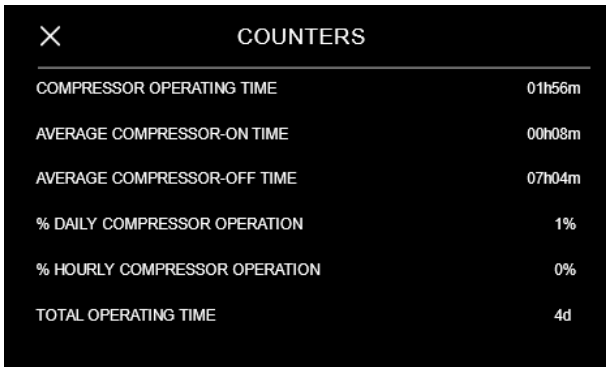 COUNTERS
COMPRESSOR OPERATING TIME 01h56m
AVERAGE COMPRESSOR-ON TIME 00h08m
AVERAGE COMPRESSOR-OFF TIME 07h04m
% DAILY COMPRESSOR OPERATION 1%
% HOURLY COMPRESSOR OPERATION 0%
TOTAL OPERATING TIME 4d